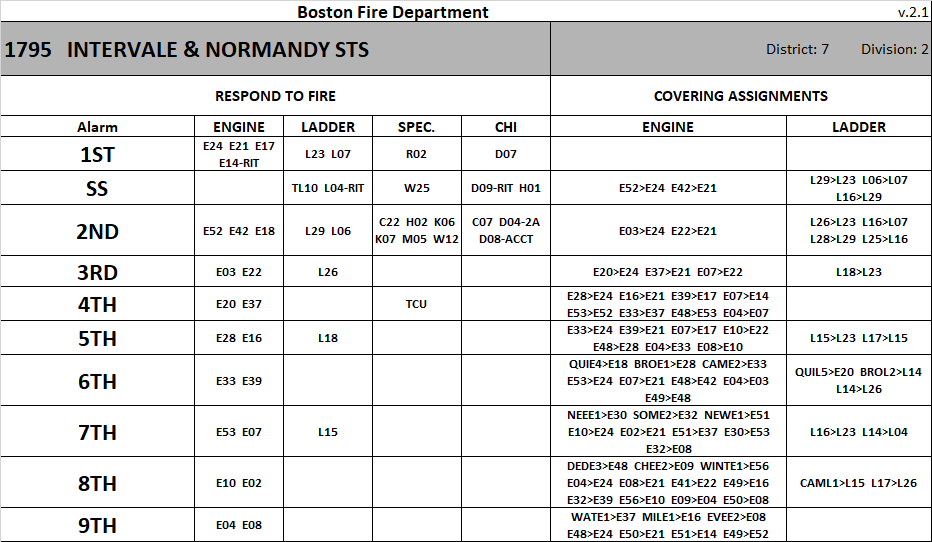 Boston Fire Department v.2.1
1795 INTERVALE & NORMANDY STS District: 7 Division: 2
RESPOND TO FIRE COVERING ASSIGNMENTS
Alarm ENGINE LADDER SPEC. CHI ENGINE LADDER
1ST E24 E21 E17 L23 L07 R02 D07
E14-RIT
SS TL10 L04-RIT W25 D09-RIT H01 E52>E24 E42>E21 L29>L23 L06>L07
L16>L29
2ND E52 E42 E18 L29 L06 C22 H02 K06 C07 D04-2A E03>E24 E22>E21 L26>L23 L16>L07
K07 M05 W12 D08-ACCT L28>L29 L25>L16
3RD E03 E22 L26 E20>E24 E37>E21 E07>E22 L18>L23
4TH E20 E37 TCU E28>E24 E16>E21 E39>E17 E07>E14
E53>E52 E33>E37 E48>E53 E04>E07
5TH E28 E16 L18 E33>E24 E39>E21 E07>E17 E10>E22 L15>L23 L17>L15
E48>E28 E04>E33 E08>E10
6TH E33 E39 QUIE4>E18 BROE1>E28 CAME2>E33 QUIL5>E20 BROL2>L14
E53>E24 E07>E21 E48>E42 E04>E03 L14>L26
E49>E48
7TH E53 E07 L15 NEEE1>E30 SOME2>E32 NEWE1>E51 L16>L23 L14>L04
E10>E24 E02>E21 E51>E37 E30>E53
E32>E08
8TH E10 E02 DEDE3>E48 CHEE2>E09 WINTE1>E56 CAML1>L15 L17>L26
E04>E24 E08>E21 E41>E22 E49>E16
E32>E39 E56>E10 E09>E04 E50>E08
9TH E04 E08 WATE1>E37 MILE1>E16 EVEE2>E08
E48>E24 E50>E21 E51>E14 E49>E52